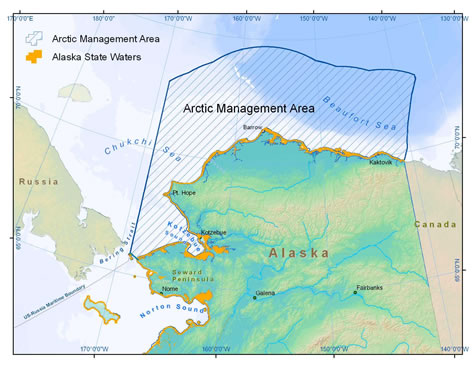 170°0'0"E
180°0'0"
170°0'0"W
160°0'0"W
150°0'0"W
140°0'0"W
130°0'0"W
Arctic Management Area
Alaska State Waters
Arctic Management Area
Beaufort Sea
Chukchi Sea
Barrow
Kaktovik
70°0'0"N
70°0'0"N
Russia
Pt. Hope
Canada
Kotzebue
Sound
Kotzebue
Bering Strait
Alaska
65°0'0"N
65°0'0"N
Seward
Peninsula
US-Russia Maritime Boundary
Nome
Galena
Fairbanks
Norton Sound
170°0'0"W
160°0'0"W
150°0'0"W
140°0'0"W